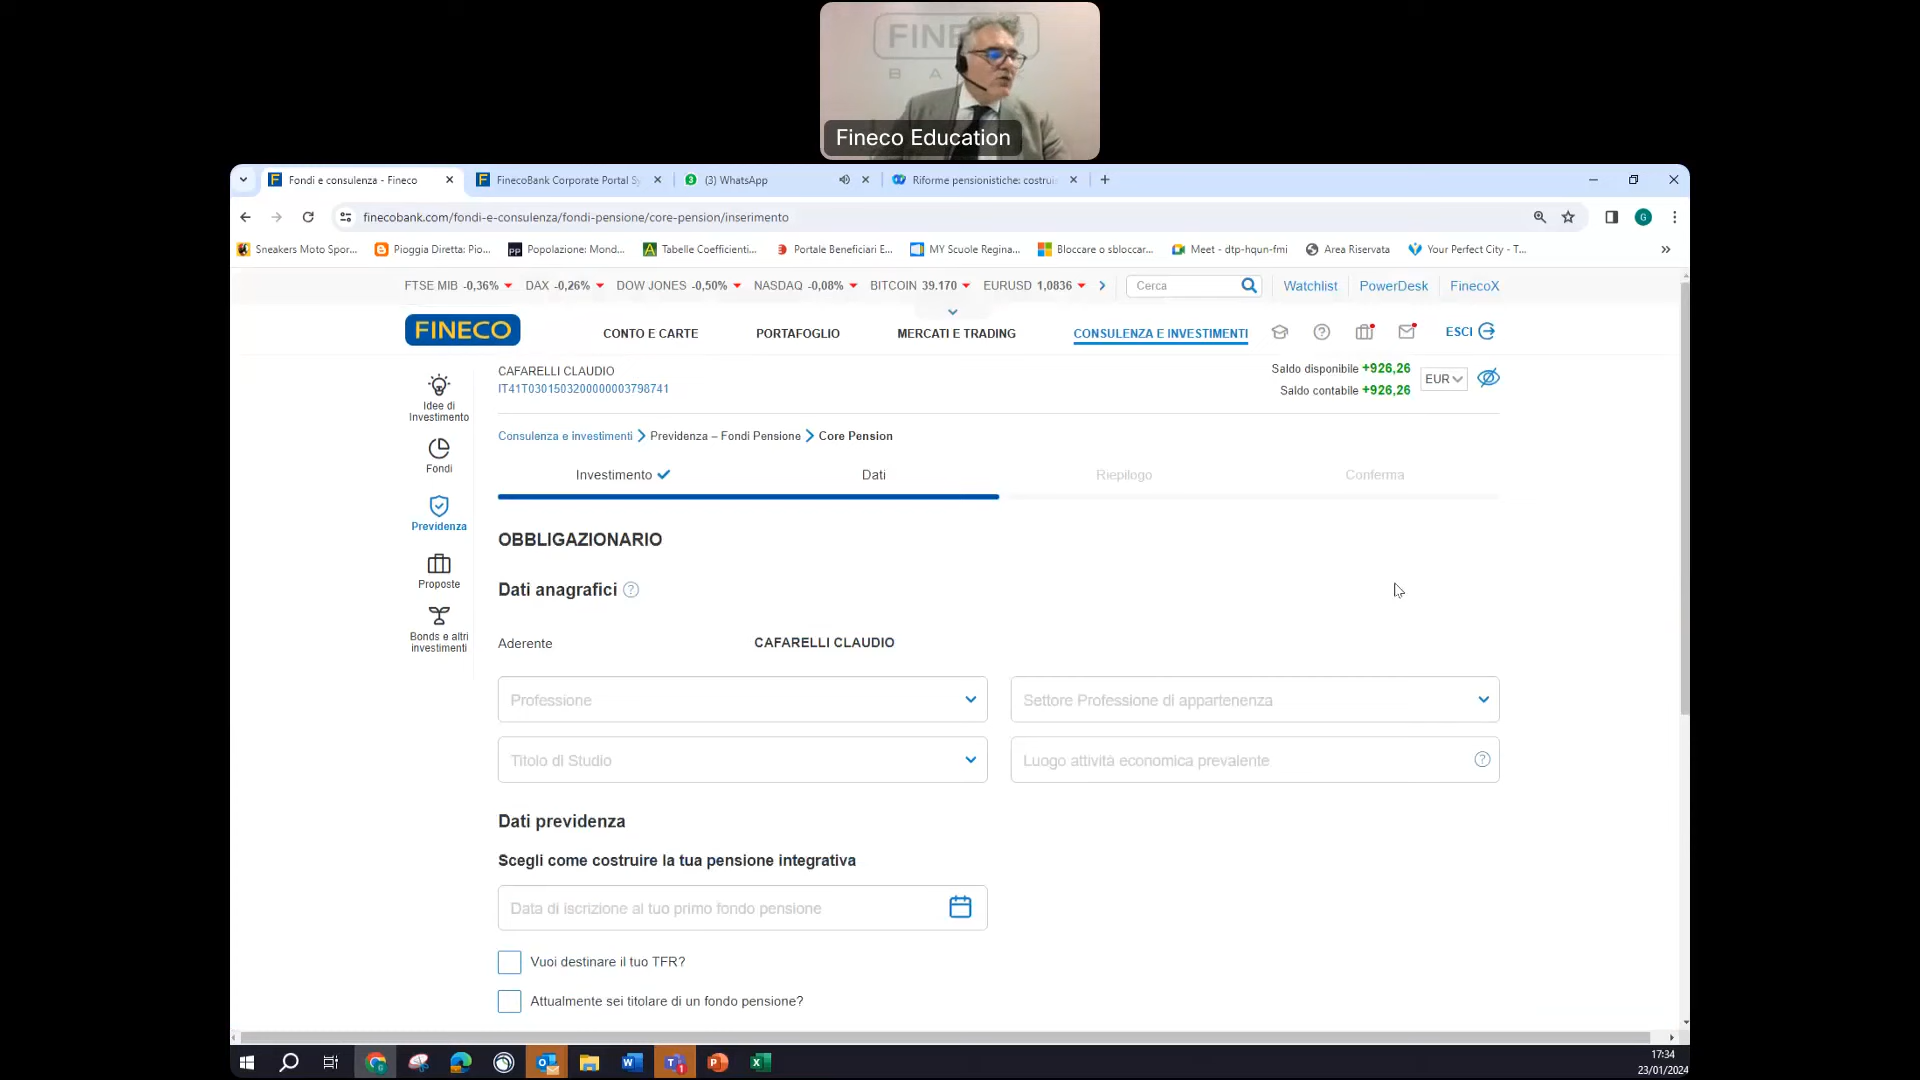 FINECO
BANK
Fineco Education
Fondi e consulenza - Fineco
FinecoBank Corporate Portal Sy
(3) WhatsApp
Riforme pensionistiche: costrui
finecobank.com/fondi-e-consulenza/fondi-pensione/core-pension/inserimento
Sneakers Moto Spor...
Pioggia Diretta: Pio...
Popolazione: Mond...
Tabelle Coefficienti...
Portale Beneficiari E...
MY Scuole Regina...
Bloccare o sbloccar...
Meet - dtp-hqun-fmi
Area Riservata
Your Perfect City - T...
FTSE MIB -0,36% DAX -0,26% DOW JONES -0,50% NASDAQ -0,08% BITCOIN 39.170 EURUSD 1,0836
Cerca
Watchlist
PowerDesk
FinecoX
FINECO
CONTO E CARTE
PORTAFOGLIO
MERCATI E TRADING
CONSULENZA E INVESTIMENTI
ESCI
CAFARELLI CLAUDIO
IT41T0301503200000003798741
Saldo disponibile +926,26
Saldo contabile +926,26
EUR
Idee di
Investimento
Fondi
Previdenza
Proposte
Bonds e altri
investimenti
Consulenza e investimenti > Previdenza – Fondi Pensione > Core Pension
Investimento
Dati
Riepilogo
Conferma
OBBLIGAZIONARIO
Dati anagrafici ?
Aderente
CAFARELLI CLAUDIO
Professione
Settore Professione di appartenenza
Titolo di Studio
Luogo attività economica prevalente
Dati previdenza
Scegli come costruire la tua pensione integrativa
Data di iscrizione al tuo primo fondo pensione
Vuoi destinare il tuo TFR?
Attualmente sei titolare di un fondo pensione?
17:34
23/01/2024